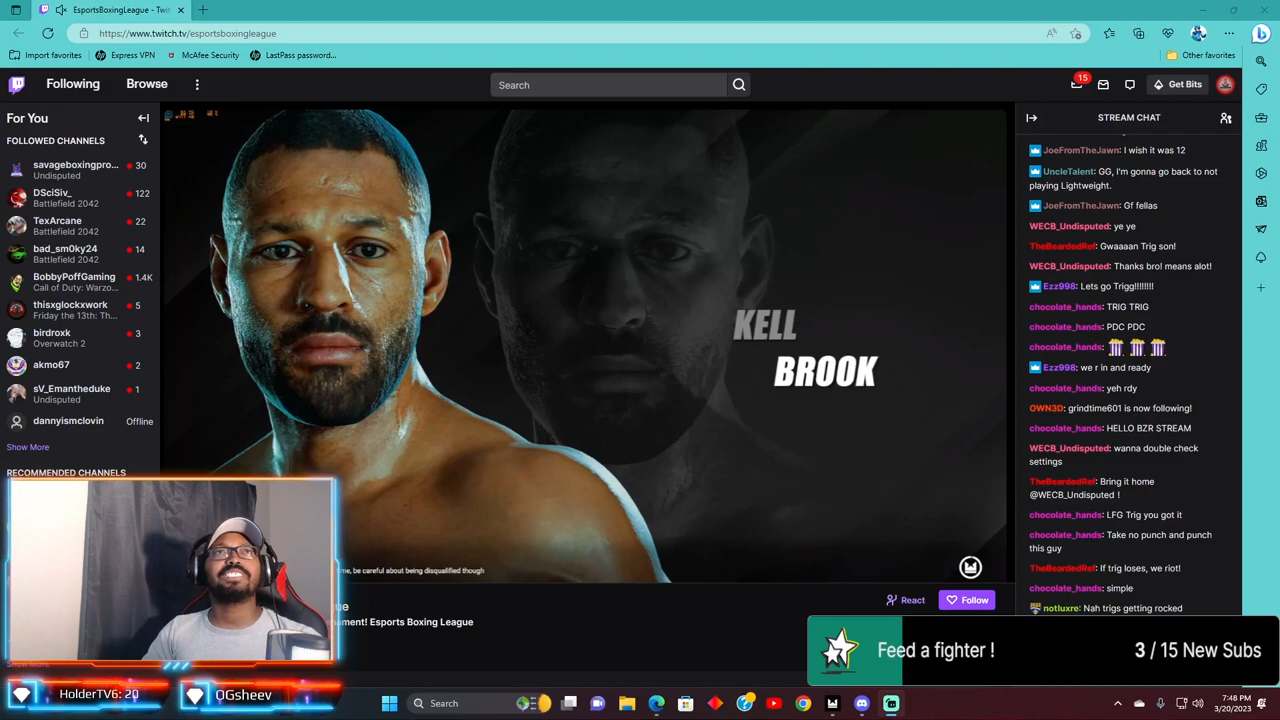 EsportsBoxingLeague - Twit
https://www.twitch.tv/esportsboxingleague
Import favorites
Express VPN
McAfee Security
LastPass password...
Other favorites
Following
Browse
Search
15
Get Bits
For You
FOLLOWED CHANNELS
savageboxingpro...
30
Undisputed
DSciSiv_
122
Battlefield 2042
TexArcane
22
Battlefield 2042
bad_sm0ky24
14
Battlefield 2042
BobbyPoffGaming
1.4K
Call of Duty: Warzo...
thisxglockxwork
5
Friday the 13th: Th...
birdroxk
3
Overwatch 2
akmo67
2
sV_Emantheduke
1
Undisputed
dannyismclovin
Offline
Show More
RECOMMENDED CHANNELS
Show More
KELL
BROOK
me, be careful about being disqualified though
gue
React
Follow
nament! Esports Boxing League
STREAM CHAT
JoeFromTheJawn: I wish it was 12
UncleTalent: GG, I'm gonna go back to not
playing Lightweight.
JoeFromTheJawn: Gf fellas
WECB_Undisputed: ye ye
TheBeardedRef: Gwaaaan Trig son!
WECB_Undisputed: Thanks bro! means alot!
Ezz998: Lets go Trigg!!!!!!!!
chocolate_hands: TRIG TRIG
chocolate_hands: PDC PDC
chocolate_hands:
Ezz998: we r in and ready
chocolate_hands: yeh rdy
OWN3D: grindtime601 is now following!
chocolate_hands: HELLO BZR STREAM
WECB_Undisputed: wanna double check
settings
TheBeardedRef: Bring it home
@WECB_Undisputed !
chocolate_hands: LFG Trig you got it
chocolate_hands: Take no punch and punch
this guy
TheBeardedRef: If trig loses, we riot!
chocolate_hands: simple
notluxre: Nah trigs getting rocked
Feed a fighter !
3 / 15 New Subs
HolderTV6: 20
OGsheev
Search
7:48 PM
3/20/2023